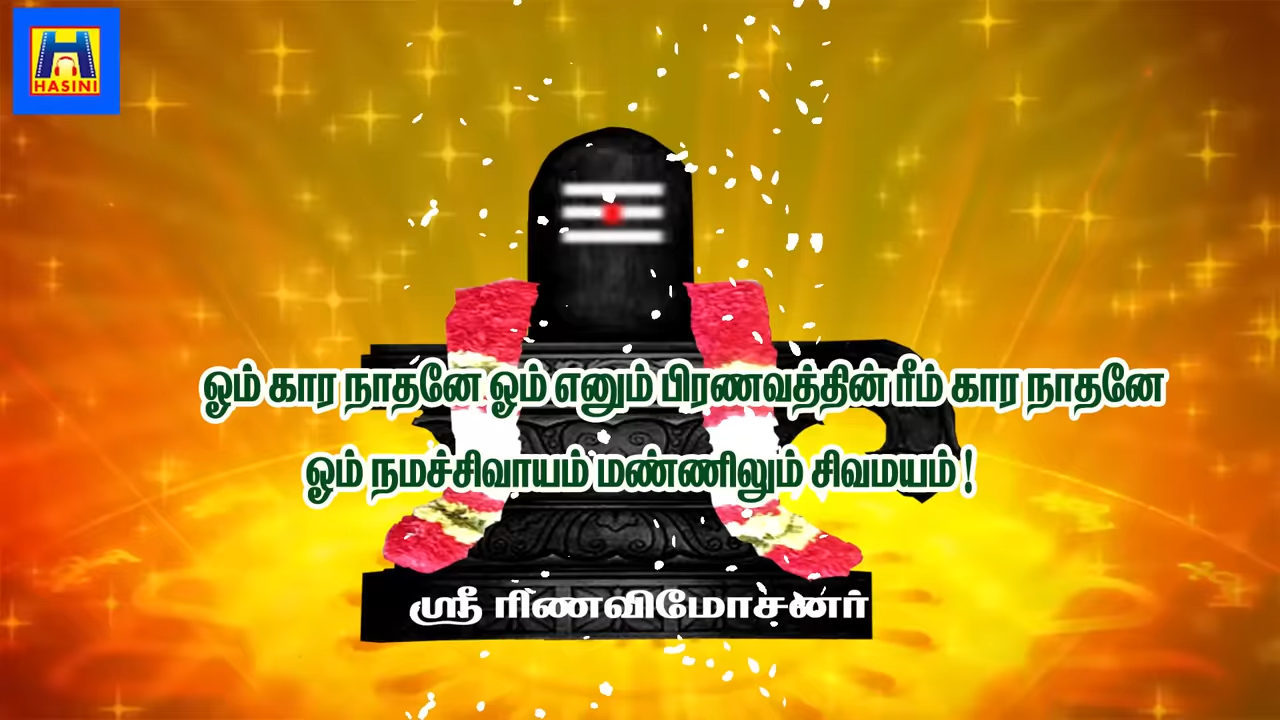 HASINI
ஓம் கார நாதனே ஓம் எனும் பிரணவத்தின் ரீம் கார நாதனே
ஓம் நமச்சிவாயம் மண்ணிலும் சிவமயம் !
ஸ்ரீ ரிணவிமோசனர்